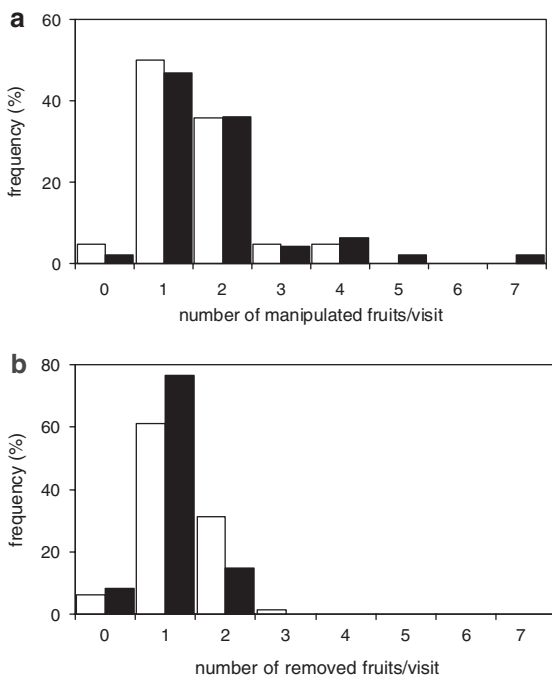 a
60
40
20
0
frequency (%)
0 1 2 3 4 5 6 7
number of manipulated fruits/visit
b
80
60
40
20
0
frequency (%)
0 1 2 3 4 5 6 7
number of removed fruits/visit